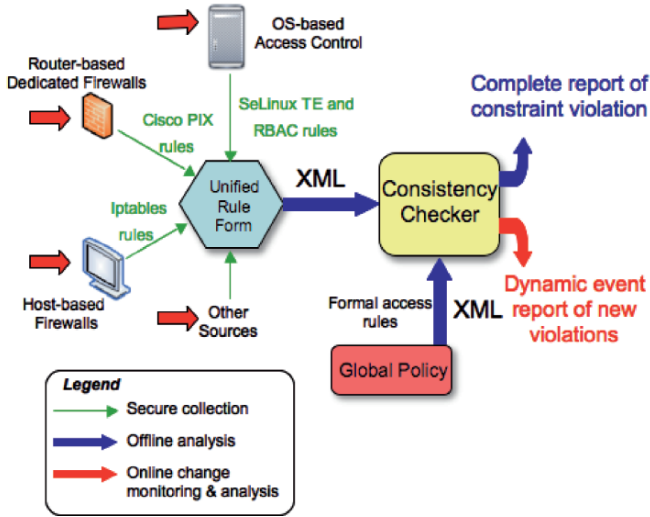 OS-based
Access Control
Router-based
Dedicated Firewalls
Cisco PIX
rules
SeLinux TE and
RBAC rules
Complete report of
constraint violation
XML
Unified
Rule
Form
Consistency
Checker
Iptables
rules
Host-based
Firewalls
Other
Sources
Formal access
rules
XML
Dynamic event
report of new
violations
Global Policy
Legend
Secure collection
Offline analysis
Online change
monitoring & analysis